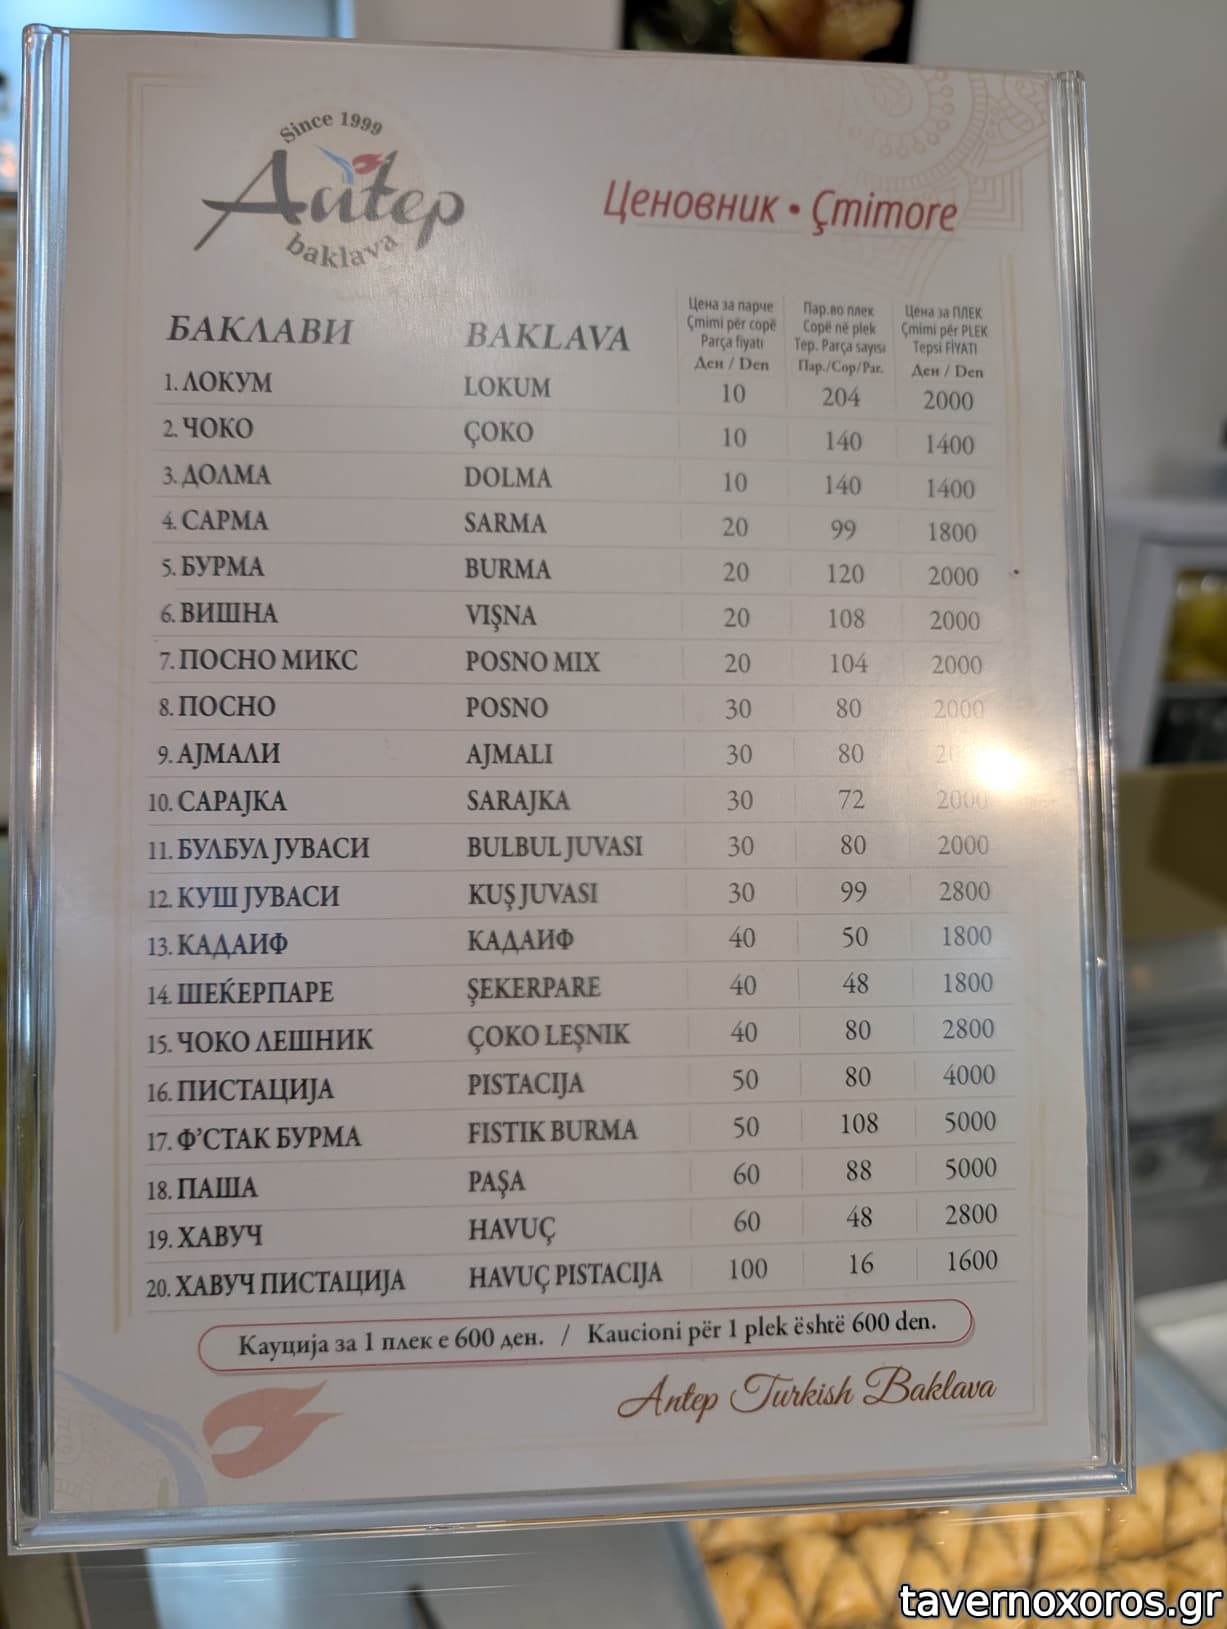 Since 1999
Antep
baklava
Ценовник • Çmimore
БАКЛАВИ BAKLAVA
Цена за парче Пар.во плек Цена за ПЛЕК
Çmimi për copë Copë në plek Çmimi për PLEK
Parça fiyati Tep. Parça sayısı Tepsi FİYATI
Ден / Den Пар./Cop/Par. Ден / Den
1. ЛОКУМ LOKUM 10 204 2000
2. ЧОКО ÇOKO 10 140 1400
3. ДОЛМА DOLMA 10 140 1400
4. САРМА SARMA 20 99 1800
5. БУРМА BURMA 20 120 2000
6. ВИШНА VIŞNA 20 108 2000
7. ПОСНО МИКС POSNO MIX 20 104 2000
8. ПОСНО POSNO 30 80 2000
9. АЈМАЛИ AJMALI 30 80
10. САРАЈКА SARAJKA 30 72 2000
11. БУЛБУЛ ЈУВАСИ BULBUL JUVASI 30 80 2000
12. КУШ ЈУВАСИ KUŞ JUVASI 30 99 2800
13. КАДАИФ КАДАИФ 40 50 1800
14. ШЕЌЕРПАРЕ ŞEKERPARE 40 48 1800
15. ЧОКО ЛЕШНИК ÇOKO LEŞNIK 40 80 2800
16. ПИСТАЦИЈА PISTACIJA 50 80 4000
17. Ф’СТАК БУРМА FISTIK BURMA 50 108 5000
18. ПАША PAŞA 60 88 5000
19. ХАВУЧ HAVUÇ 60 48 2800
20. ХАВУЧ ПИСТАЦИЈА HAVUÇ PISTACIJA 100 16 1600
Кауција за 1 плек е 600 ден. / Kaucioni për 1 plek është 600 den.
Antep Turkish Baklava
tavernoxoros.gr